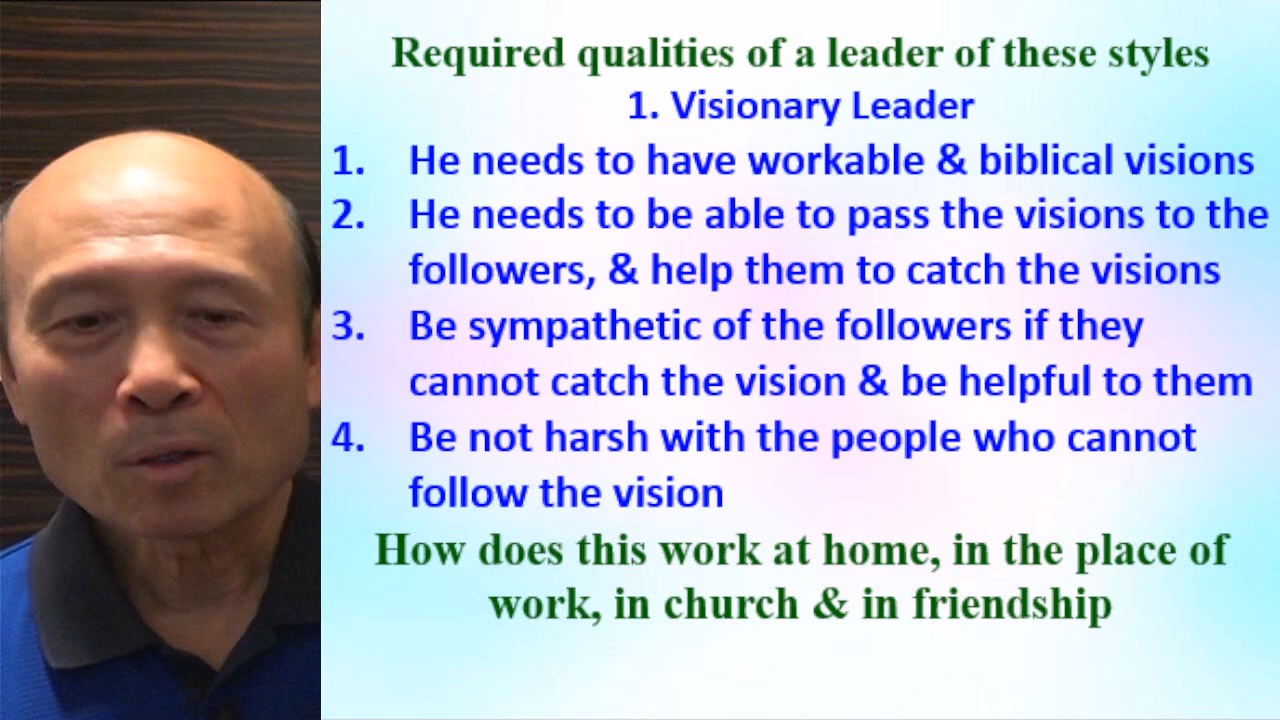 Required qualities of a leader of these styles
1. Visionary Leader
1. He needs to have workable & biblical visions
2. He needs to be able to pass the visions to the
followers, & help them to catch the visions
3. Be sympathetic of the followers if they
cannot catch the vision & be helpful to them
4. Be not harsh with the people who cannot
follow the vision
How does this work at home, in the place of
work, in church & in friendship